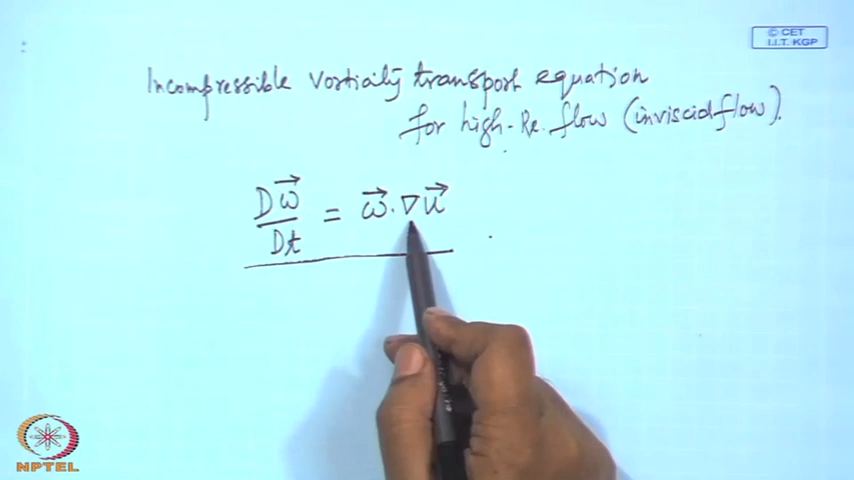 © CET
I.I.T. KGP
Incompressible vorticity transport equation
for high-Re. flow (inviscid flow).
Dω⃗/Dt = ω⃗·∇u⃗
NPTEL